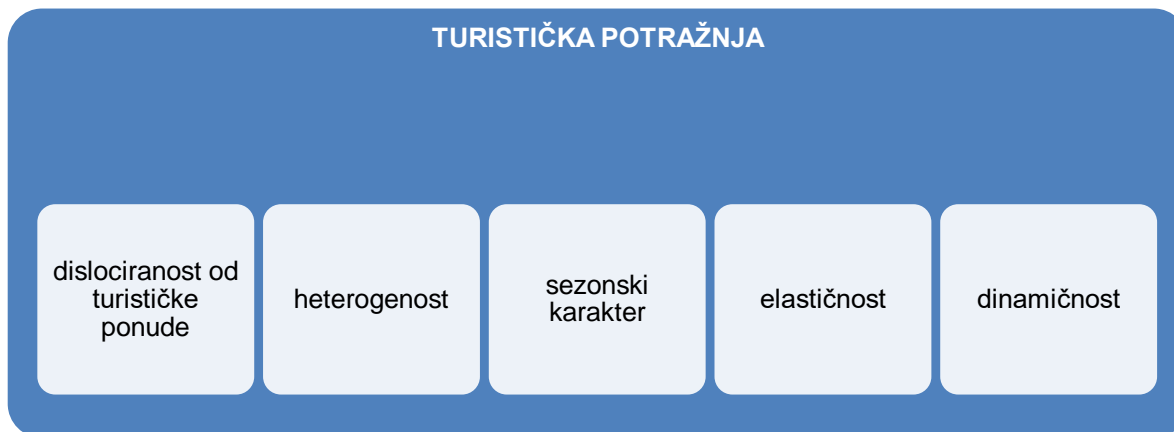 TURISTIČKA POTRAŽNJA
dislociranost od
turističke
ponude
heterogenost
sezonski
karakter
elastičnost
dinamičnost